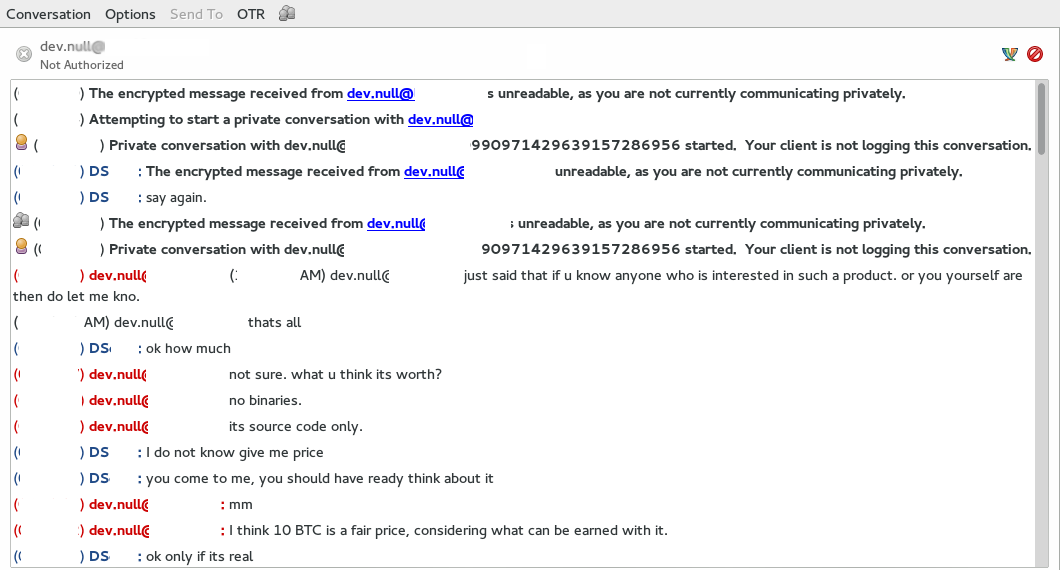 Conversation Options Send To OTR
dev.null@
Not Authorized
( ) The encrypted message received from dev.null@ s unreadable, as you are not currently communicating privately.
( ) Attempting to start a private conversation with dev.null@
( ) Private conversation with dev.null@ 990971429639157286956 started. Your client is not logging this conversation.
( ) DS : The encrypted message received from dev.null@ unreadable, as you are not currently communicating privately.
( ) DS : say again.
( ) The encrypted message received from dev.null@ s unreadable, as you are not currently communicating privately.
( ) Private conversation with dev.null@ 90971429639157286956 started. Your client is not logging this conversation.
( ) dev.null@ ( AM) dev.null@ just said that if u know anyone who is interested in such a product. or you yourself are
then do let me kno.
( AM) dev.null@ thats all
( ) DS : ok how much
( ) dev.null@ not sure. what u think its worth?
( ) dev.null@ no binaries.
( ) dev.null@ its source code only.
( ) DS : I do not know give me price
( ) DS : you come to me, you should have ready think about it
( ) dev.null@ : mm
( ) dev.null@ : I think 10 BTC is a fair price, considering what can be earned with it.
( ) DS : ok only if its real